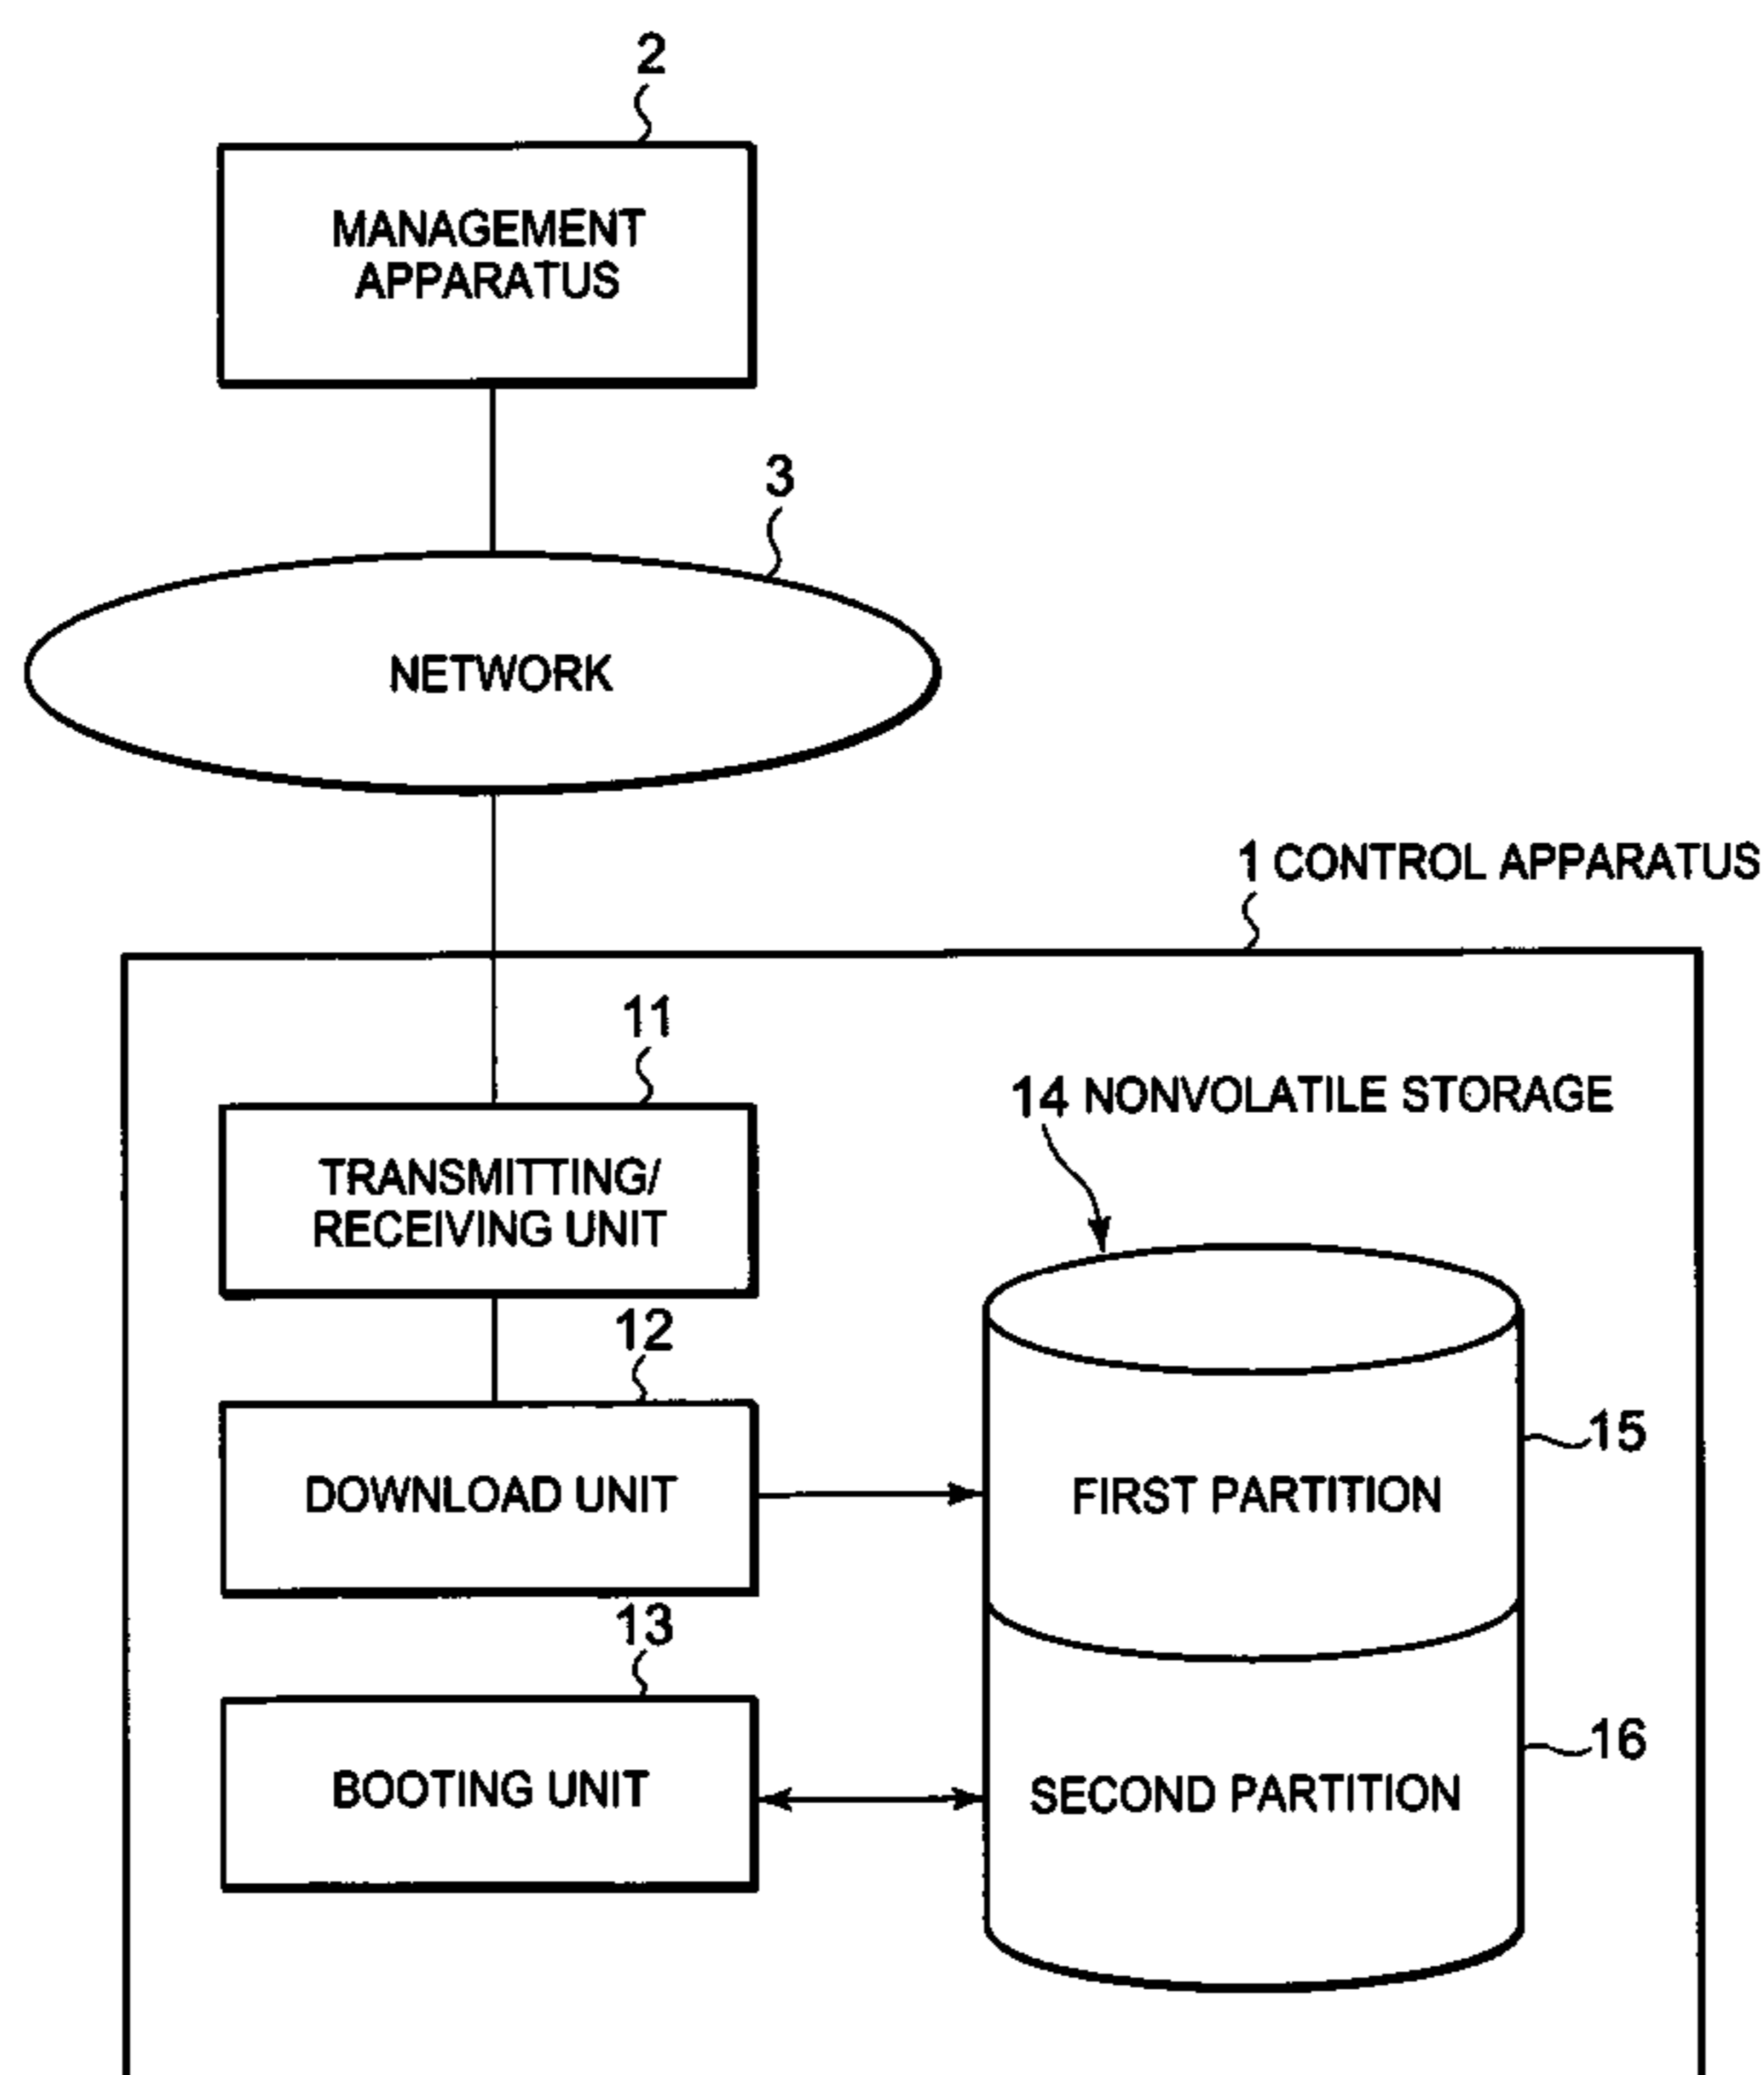 2
MANAGEMENT
APPARATUS
3
NETWORK
1 CONTROL APPARATUS
11
TRANSMITTING/
RECEIVING UNIT
14 NONVOLATILE STORAGE
12
DOWNLOAD UNIT
15
FIRST PARTITION
13
BOOTING UNIT
16
SECOND PARTITION